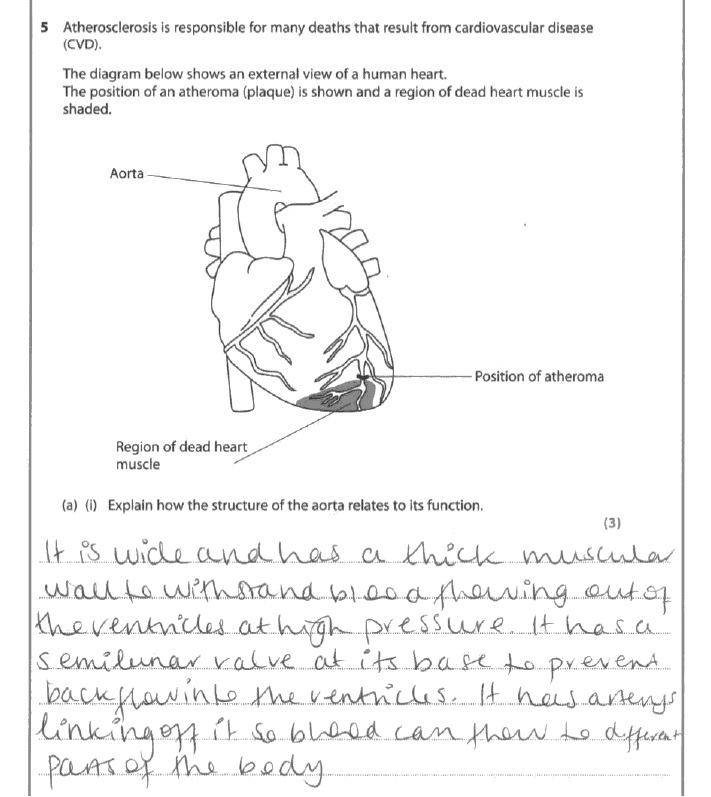 5 Atherosclerosis is responsible for many deaths that result from cardiovascular disease
(CVD).
The diagram below shows an external view of a human heart.
The position of an atheroma (plaque) is shown and a region of dead heart muscle is
shaded.
Aorta
Position of atheroma
Region of dead heart
muscle
(a) (i) Explain how the structure of the aorta relates to its function.
(3)
It is wide and has a thick muscular
wall to withstand blood flowing out of
the ventricles at high pressure. It has a
semilunar valve at its base to prevent
backflow into the ventricles. It has arterys
linking off it so blood can flow to different
parts of the body